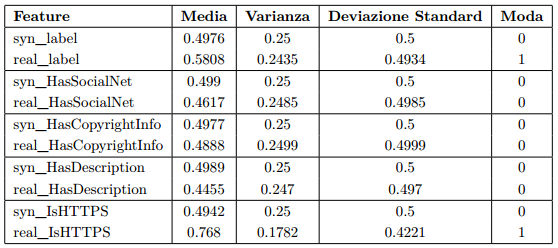 Feature Media Varianza Deviazione Standard Moda
syn_label 0.4976 0.25 0.5 0
real_label 0.5808 0.2435 0.4934 1
syn_HasSocialNet 0.499 0.25 0.5 0
real_HasSocialNet 0.4617 0.2485 0.4985 0
syn_HasCopyrightInfo 0.4977 0.25 0.5 0
real_HasCopyrightInfo 0.4888 0.2499 0.4999 0
syn_HasDescription 0.4989 0.25 0.5 0
real_HasDescription 0.4455 0.247 0.497 0
syn_IsHTTPS 0.4942 0.25 0.5 0
real_IsHTTPS 0.768 0.1782 0.4221 1